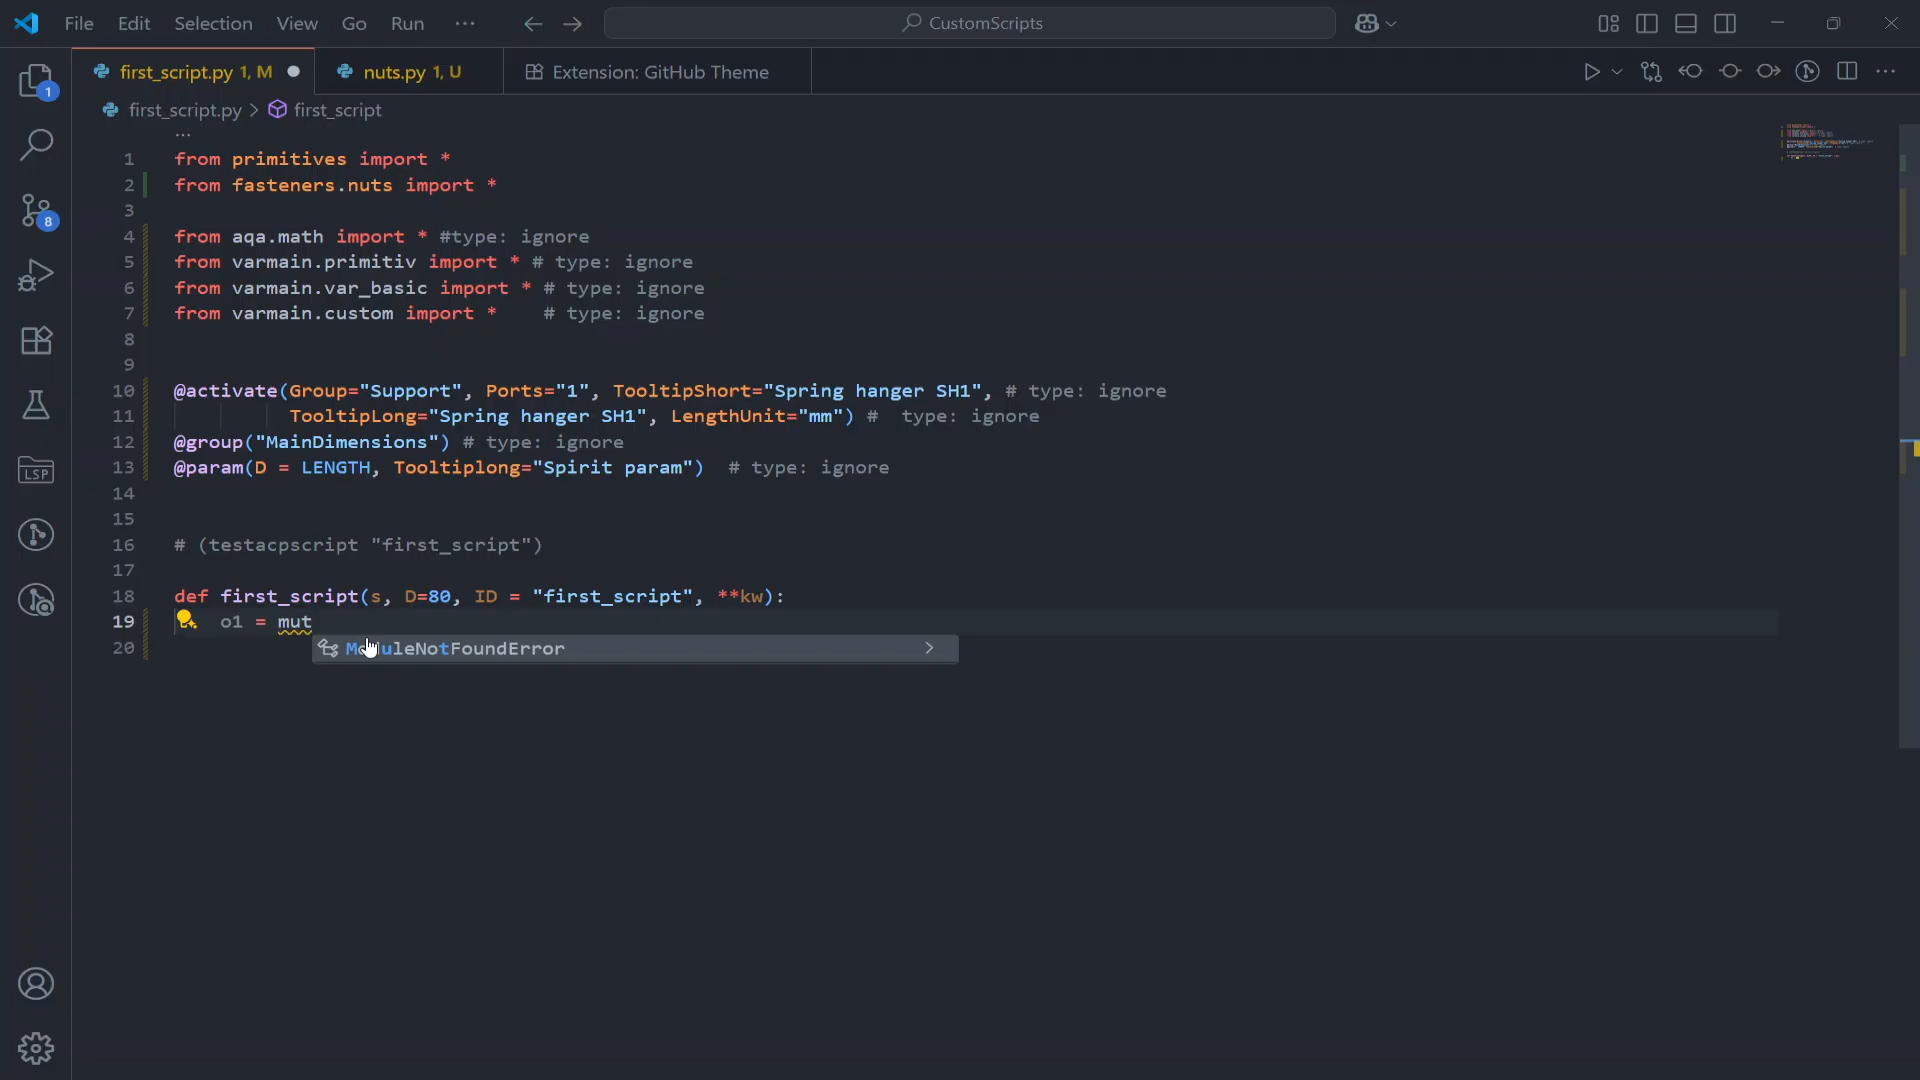 File Edit Selection View Go Run ··· CustomScripts
first_script.py 1, M nuts.py 1, U Extension: GitHub Theme
first_script.py > first_script
...
1 from primitives import *
2 from fasteners.nuts import *
3
4 from aqa.math import * #type: ignore
5 from varmain.primitiv import * # type: ignore
6 from varmain.var_basic import * # type: ignore
7 from varmain.custom import * # type: ignore
8
9
10 @activate(Group="Support", Ports="1", TooltipShort="Spring hanger SH1", # type: ignore
11 TooltipLong="Spring hanger SH1", LengthUnit="mm") # type: ignore
12 @group("MainDimensions") # type: ignore
13 @param(D = LENGTH, Tooltiplong="Spirit param") # type: ignore
14
15
16 # (testacpscript "first_script")
17
18 def first_script(s, D=80, ID = "first_script", **kw):
19 o1 = mut
20 ModuleNotFoundError
1
8
LSP